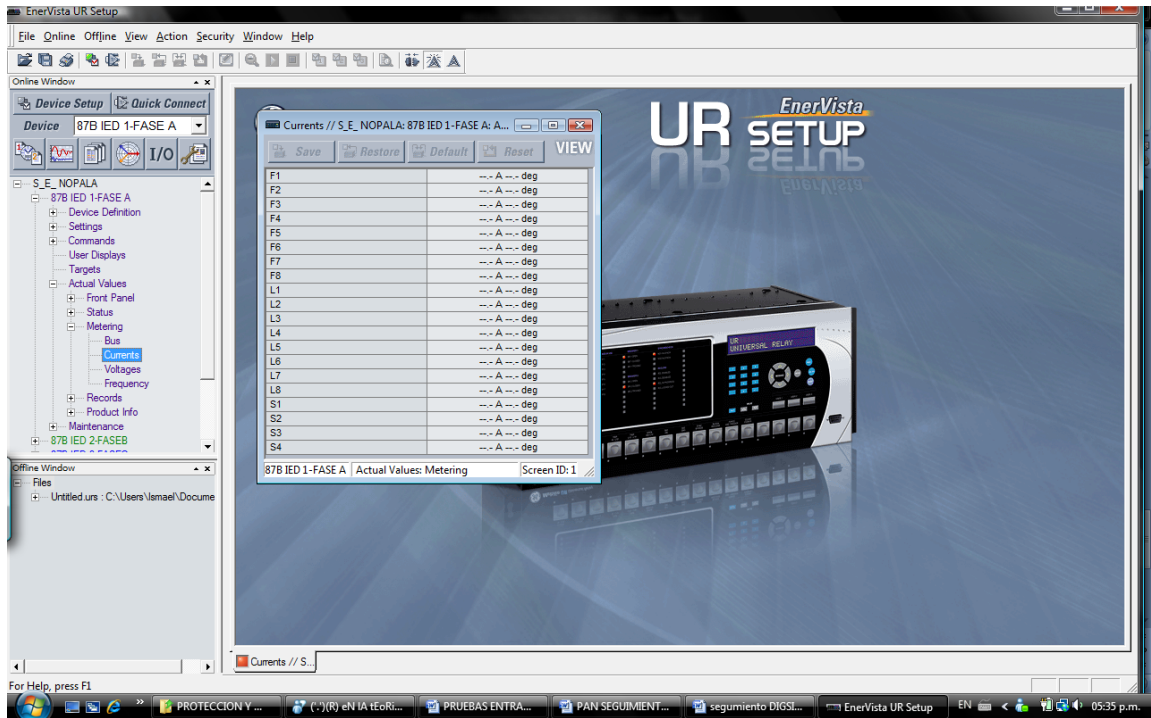 EnerVista UR Setup
File Online Offline View Action Security Window Help
Online Window
Device Setup Quick Connect
Device 87B IED 1-FASE A
I/O
S_E_ NOPALA
87B IED 1-FASE A
Device Definition
Settings
Commands
User Displays
Targets
Actual Values
Front Panel
Status
Metering
Bus
Currents
Voltages
Frequency
Records
Product Info
Maintenance
87B IED 2-FASEB
Offline Window
Files
Untitled.urs : C:\Users\Ismael\Docume
Currents // S_E_ NOPALA: 87B IED 1-FASE A: A...
Save Restore Default Reset VIEW
F1 --.- A --.- deg
F2 --.- A --.- deg
F3 --.- A --.- deg
F4 --.- A --.- deg
F5 --.- A --.- deg
F6 --.- A --.- deg
F7 --.- A --.- deg
F8 --.- A --.- deg
L1 --.- A --.- deg
L2 --.- A --.- deg
L3 --.- A --.- deg
L4 --.- A --.- deg
L5 --.- A --.- deg
L6 --.- A --.- deg
L7 --.- A --.- deg
L8 --.- A --.- deg
S1 --.- A --.- deg
S2 --.- A --.- deg
S3 --.- A --.- deg
S4 --.- A --.- deg
87B IED 1-FASE A Actual Values: Metering Screen ID: 1
EnerVista
UR SETUP
UR
UNIVERSAL RELAY
Currents // S...
For Help, press F1
PROTECCION Y ... (.')(R) eN lA tEoRi... PRUEBAS ENTRA... PAN SEGUIMIENT... segumiento DIGSI... EnerVista UR Setup EN 05:35 p.m.